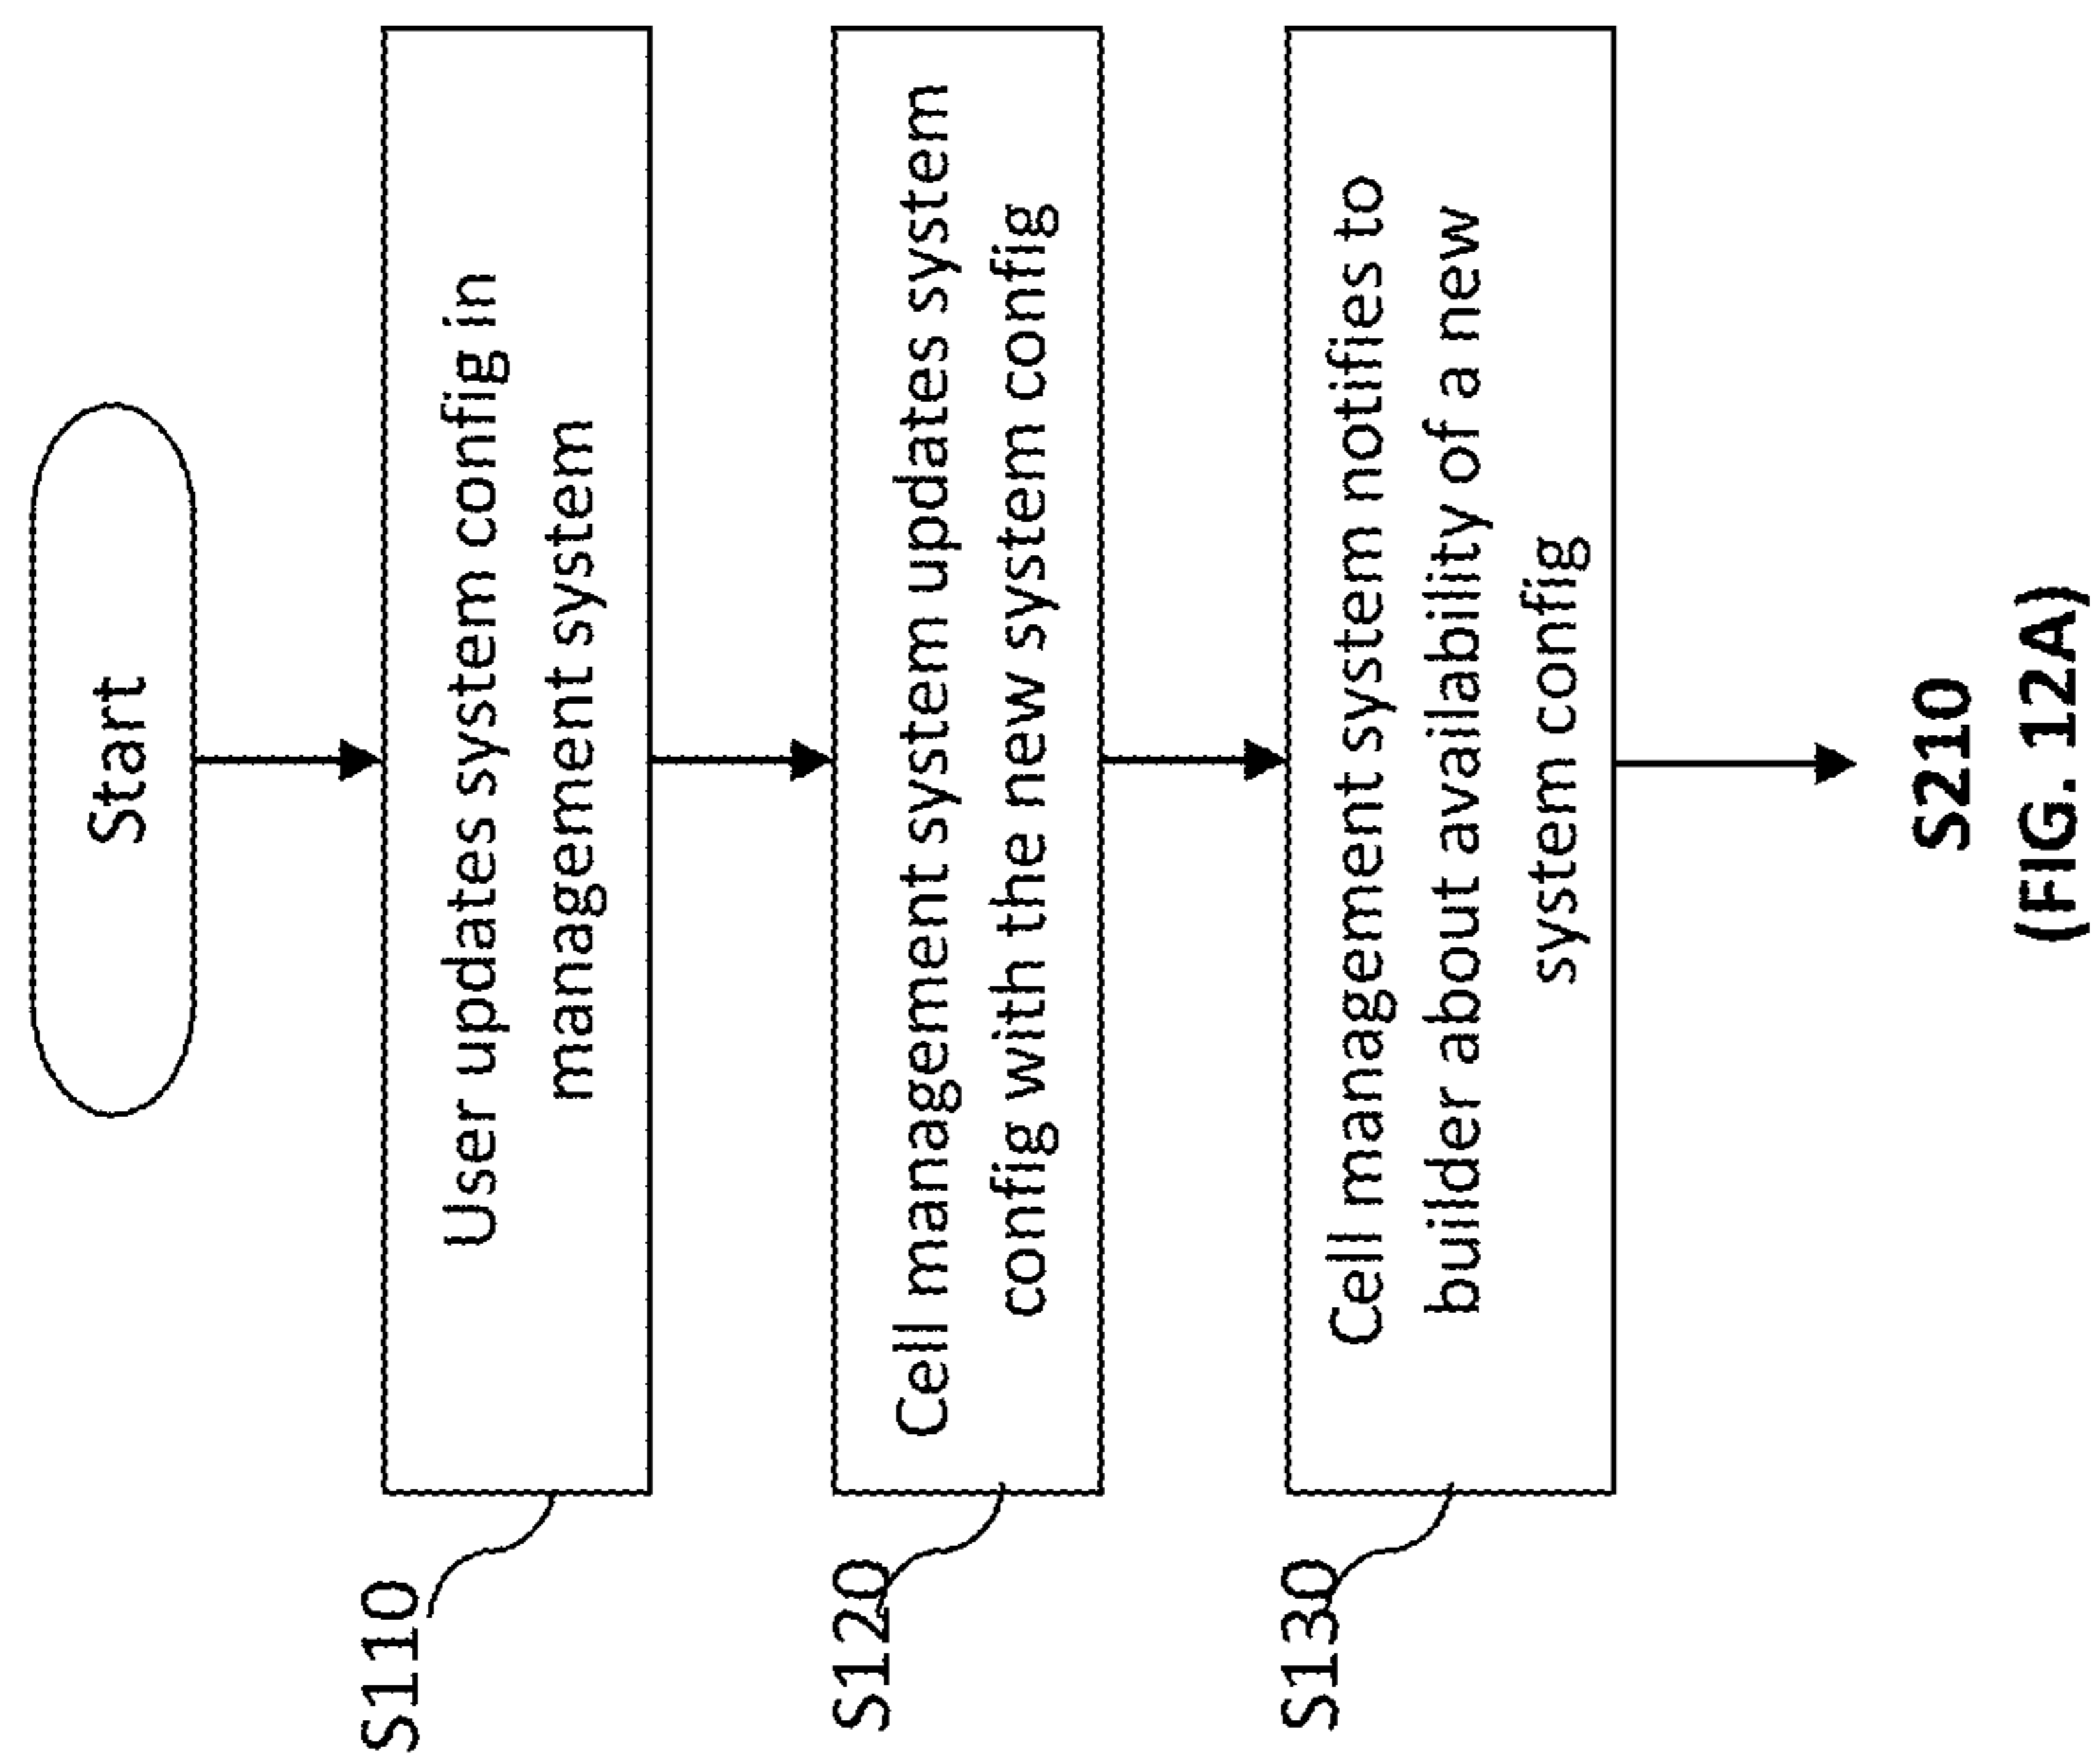 Start
S110
User updates system config in
management system
S120
Cell management system updates system
config with the new system config
S130
Cell management system notifies to
builder about availability of a new
system config
S210
(FIG. 12A)